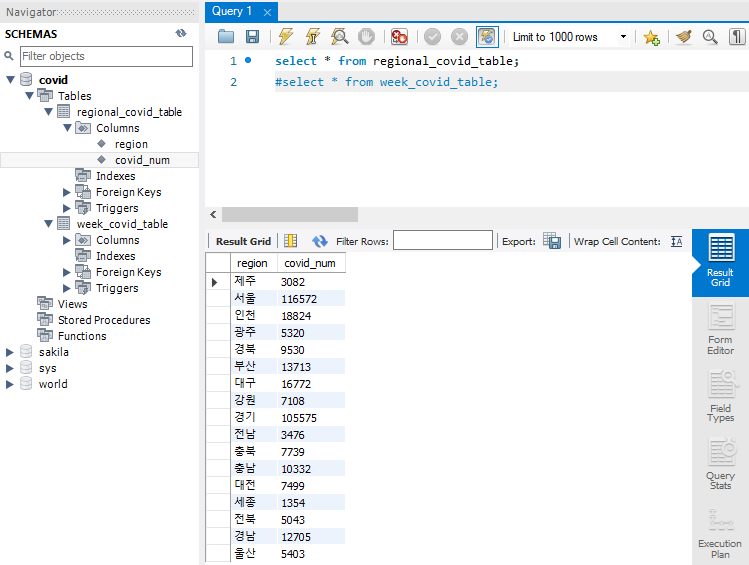 Navigator
Query 1
SCHEMAS
Filter objects
Limit to 1000 rows
covid
Tables
regional_covid_table
Columns
region
covid_num
Indexes
Foreign Keys
Triggers
week_covid_table
Columns
Indexes
Foreign Keys
Triggers
Views
Stored Procedures
Functions
sakila
sys
world
1 select * from regional_covid_table;
2 #select * from week_covid_table;
Result Grid Filter Rows: Export: Wrap Cell Content:
region covid_num
제주 3082
서울 116572
인천 18824
광주 5320
경북 9530
부산 13713
대구 16772
강원 7108
경기 105575
전남 3476
충북 7739
충남 10332
대전 7499
세종 1354
전북 5043
경남 12705
울산 5403
Result
Grid
Form
Editor
Field
Types
Query
Stats
Execution
Plan